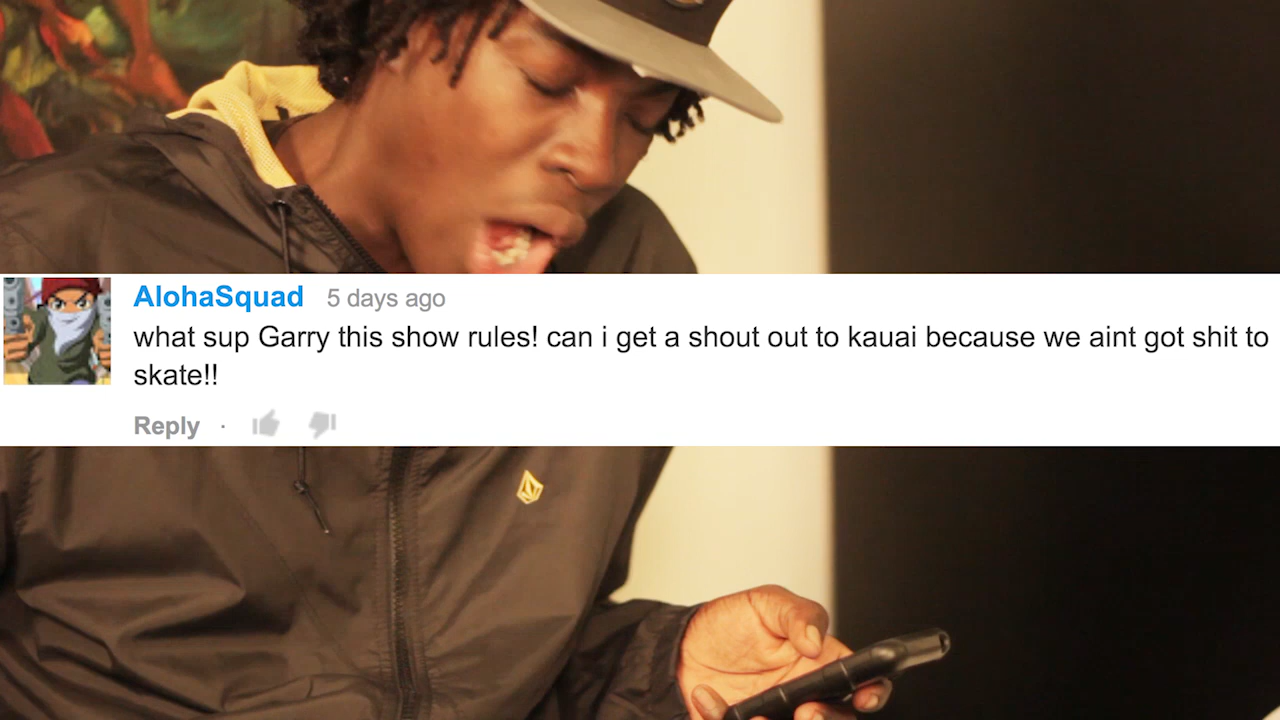 AlohaSquad 5 days ago
what sup Garry this show rules! can i get a shout out to kauai because we aint got shit to
skate!!
Reply ·